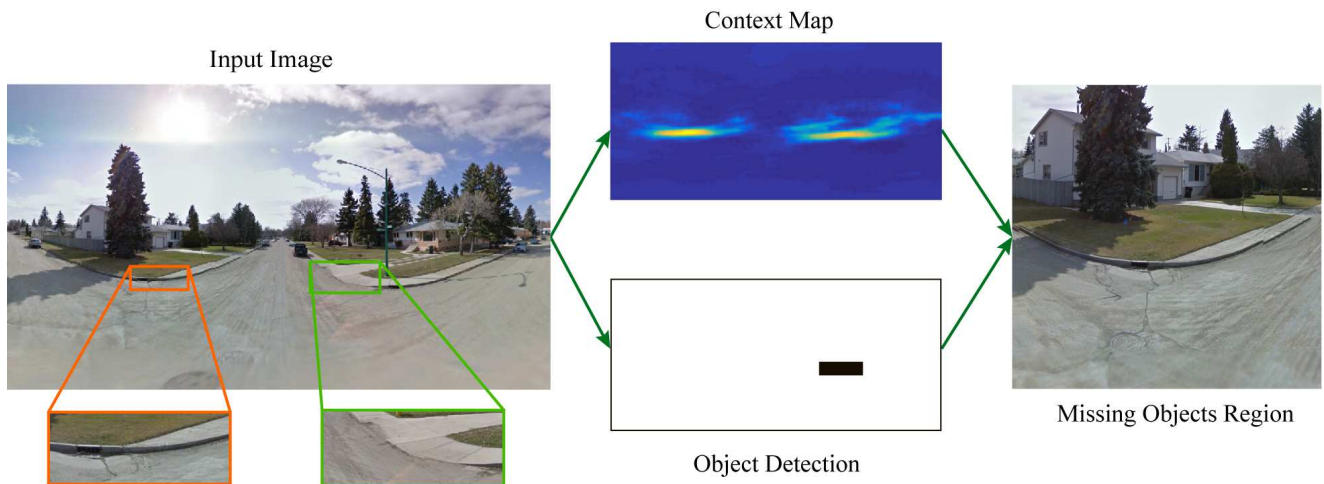 Context Map
Input Image
Missing Objects Region
Object Detection